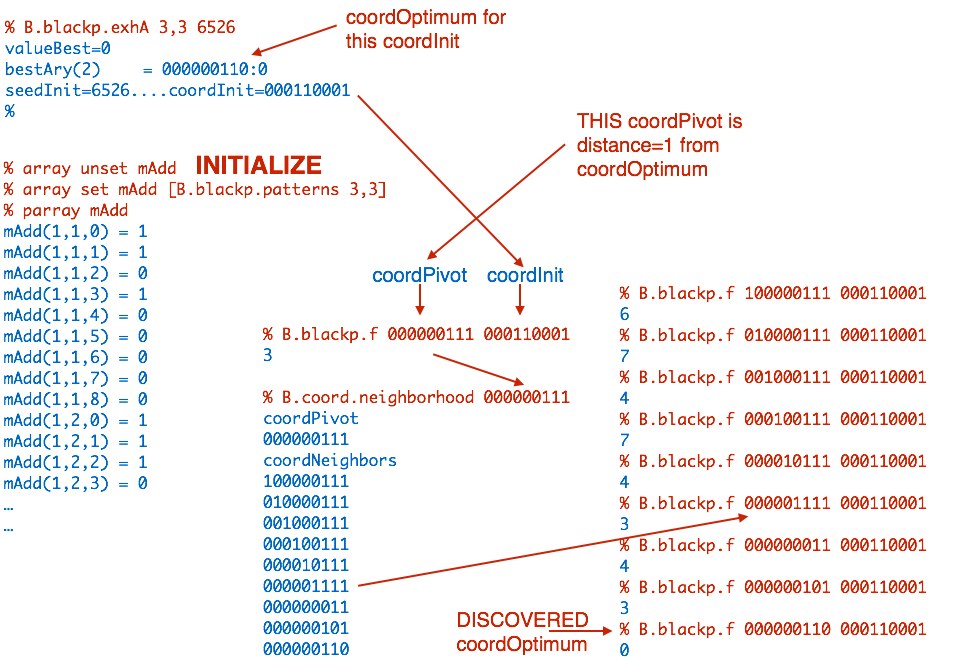 coordOptimum for
this coordInit
% B.blackp.exhA 3,3 6526
valueBest=0
bestAry(2)    = 000000110:0
seedInit=6526....coordInit=000110001
%
THIS coordPivot is
distance=1 from
coordOptimum
% array unset mAdd INITIALIZE
% array set mAdd [B.blackp.patterns 3,3]
% parray mAdd
mAdd(1,1,0) = 1
mAdd(1,1,1) = 1
mAdd(1,1,2) = 0
mAdd(1,1,3) = 1
mAdd(1,1,4) = 0
mAdd(1,1,5) = 0
mAdd(1,1,6) = 0
mAdd(1,1,7) = 0
mAdd(1,1,8) = 0
mAdd(1,2,0) = 1
mAdd(1,2,1) = 1
mAdd(1,2,2) = 1
mAdd(1,2,3) = 0
…
…
coordPivot coordInit
% B.blackp.f 000000111 000110001
3
% B.coord.neighborhood 000000111
coordPivot
000000111
coordNeighbors
100000111
010000111
001000111
000100111
000010111
000001111
000000011
000000101
000000110
% B.blackp.f 100000111 000110001
6
% B.blackp.f 010000111 000110001
7
% B.blackp.f 001000111 000110001
4
% B.blackp.f 000100111 000110001
7
% B.blackp.f 000010111 000110001
4
% B.blackp.f 000001111 000110001
3
% B.blackp.f 000000011 000110001
4
% B.blackp.f 000000101 000110001
3
% B.blackp.f 000000110 000110001
0
DISCOVERED
coordOptimum